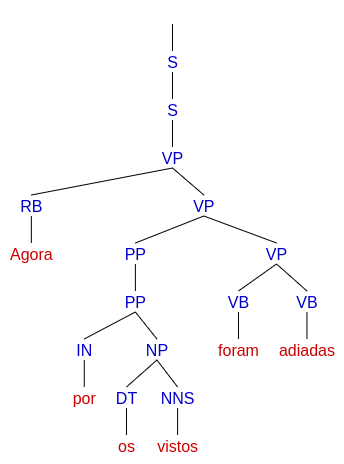 S
S
VP
RB VP
Agora PP VP
PP VB VB
IN NP foram adiadas
por DT NNS
os vistos